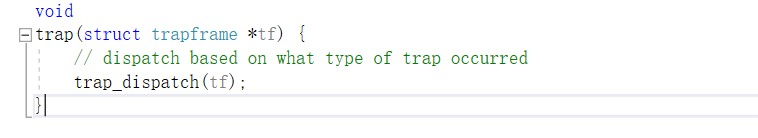 void
trap(struct trapframe *tf) {
// dispatch based on what type of trap occurred
trap_dispatch(tf);
}